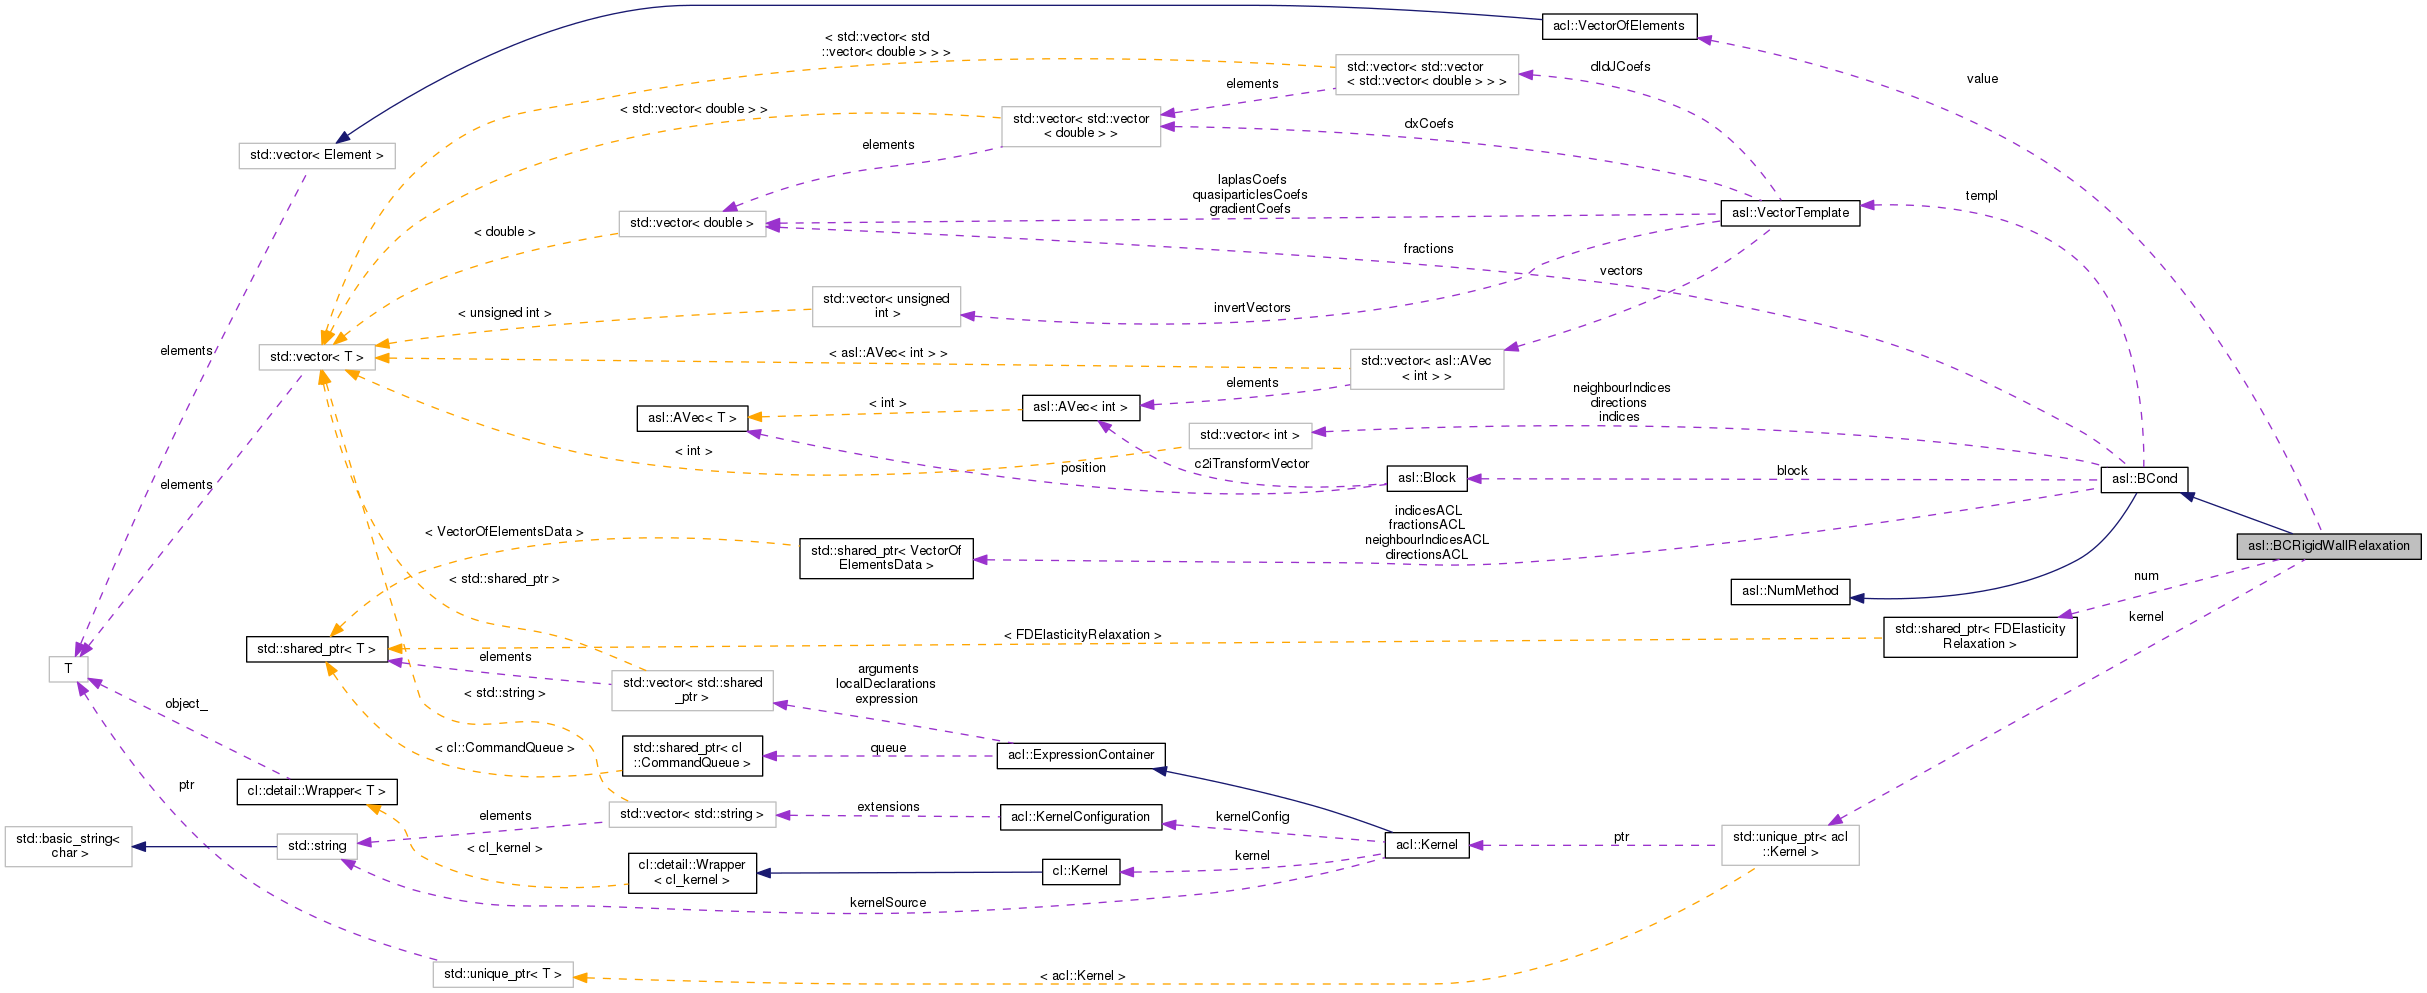 acl::VectorOfElements
< std::vector< std
::vector< double > > >
std::vector< std::vector
< std::vector< double > > >
dIdJCoefs
value
elements
< std::vector< double > >
std::vector< std::vector
< double > >
dxCoefs
std::vector< Element >
elements
laplasCoefs
quasiparticlesCoefs
gradientCoefs
templ
std::vector< double >
asl::VectorTemplate
< double >
fractions
vectors
std::vector< unsigned
int >
invertVectors
< unsigned int >
elements
std::vector< T >
< asl::AVec< int > >
std::vector< asl::AVec
< int > >
elements
neighbourIndices
directions
indices
asl::AVec< T >
< int >
asl::AVec< int >
std::vector< int >
< int >
position
c2iTransformVector
asl::Block
block
asl::BCond
elements
indicesACL
fractionsACL
neighbourIndicesACL
directionsACL
< VectorOfElementsData >
std::shared_ptr< VectorOf
ElementsData >
asl::BCRigidWallRelaxation
< std::shared_ptr >
asl::NumMethod
num
kernel
std::shared_ptr< T >
< FDElasticityRelaxation >
std::shared_ptr< FDElasticity
Relaxation >
T
elements
std::vector< std::shared
_ptr >
arguments
localDeclarations
expression
< std::string >
object_
< cl::CommandQueue >
std::shared_ptr< cl
::CommandQueue >
queue
acl::ExpressionContainer
ptr
cl::detail::Wrapper< T >
elements
std::vector< std::string >
extensions
acl::KernelConfiguration
kernelConfig
std::basic_string<
char >
std::string
< cl_kernel >
cl::detail::Wrapper
< cl_kernel >
cl::Kernel
kernel
acl::Kernel
ptr
std::unique_ptr< acl
::Kernel >
kernelSource
std::unique_ptr< T >
< acl::Kernel >